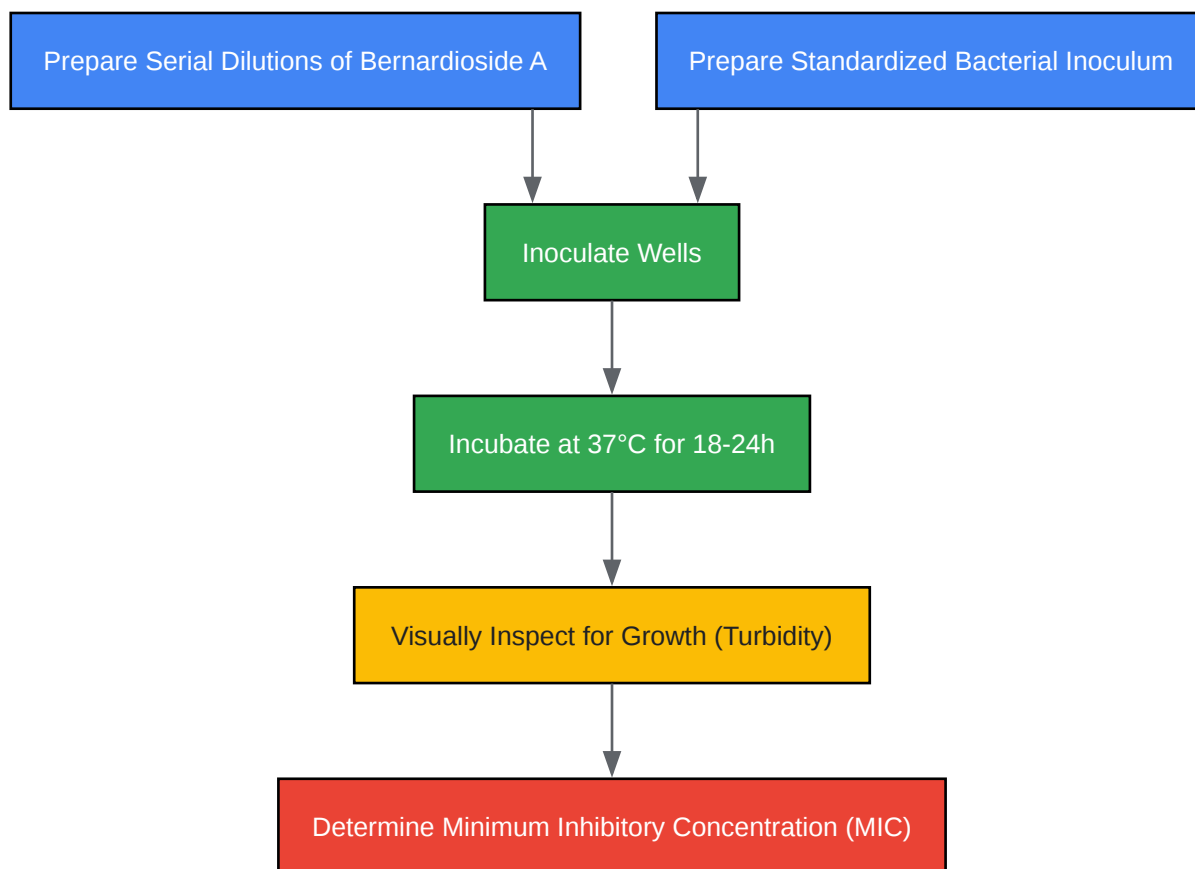 Prepare Serial Dilutions of Bernardioside A
Prepare Standardized Bacterial Inoculum
Inoculate Wells
Incubate at 37°C for 18-24h
Visually Inspect for Growth (Turbidity)
Determine Minimum Inhibitory Concentration (MIC)